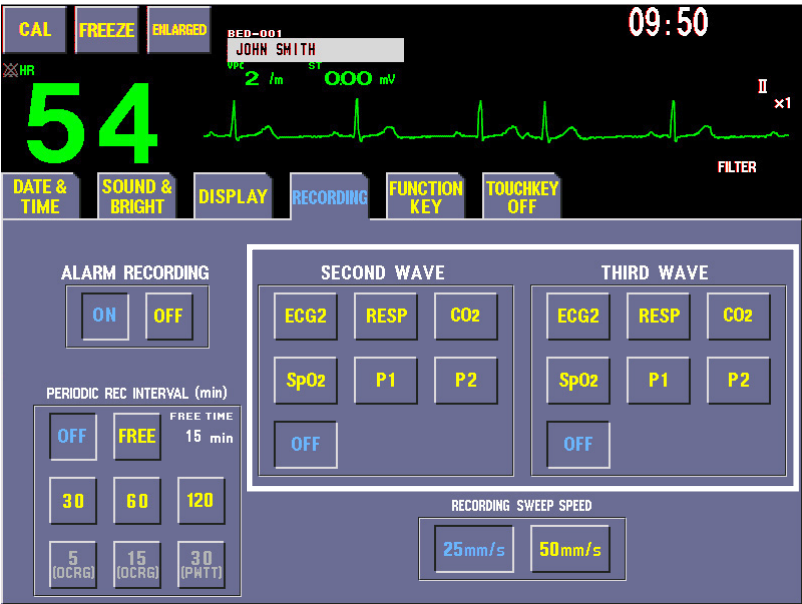 CAL FREEZE ENLARGED
BED-001
09:50
JOHN SMITH
HR
VPC 2 /m ST 0.00 mV
54
II
×1
FILTER
DATE & TIME
SOUND & BRIGHT
DISPLAY
RECORDING
FUNCTION KEY
TOUCHKEY OFF
ALARM RECORDING
ON OFF
PERIODIC REC INTERVAL (min)
OFF FREE FREE TIME 15 min
30 60 120
5 (OCRG) 15 (OCRG) 30 (PWTT)
SECOND WAVE
ECG2 RESP CO2
SpO2 P1 P2
OFF
THIRD WAVE
ECG2 RESP CO2
SpO2 P1 P2
OFF
RECORDING SWEEP SPEED
25mm/s 50mm/s